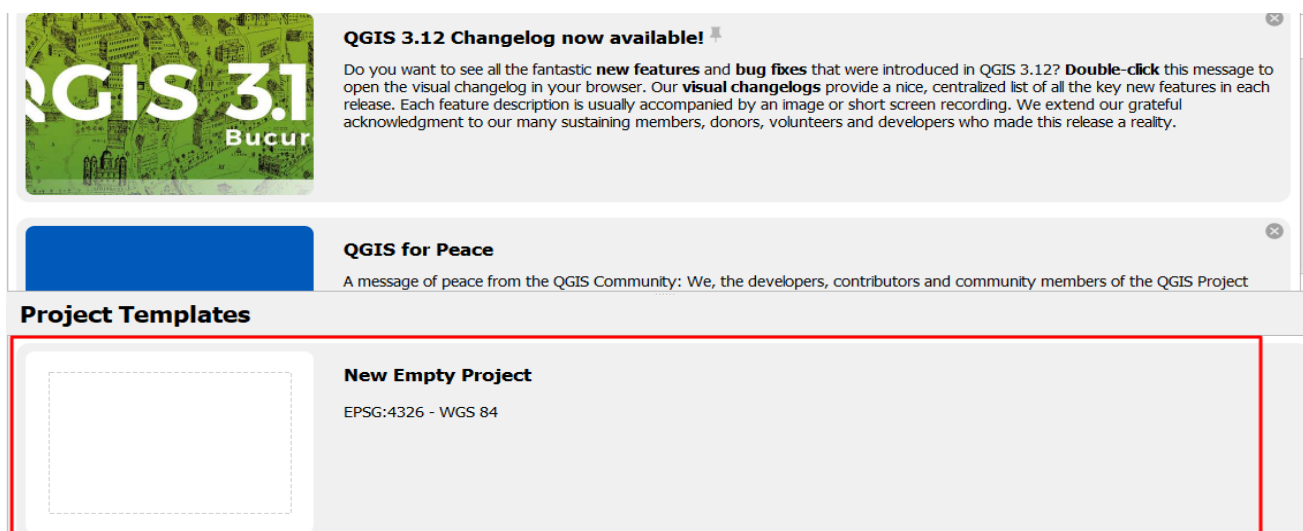 QGIS 3.1
Bucur
QGIS 3.12 Changelog now available!
Do you want to see all the fantastic new features and bug fixes that were introduced in QGIS 3.12? Double-click this message to
open the visual changelog in your browser. Our visual changelogs provide a nice, centralized list of all the key new features in each
release. Each feature description is usually accompanied by an image or short screen recording. We extend our grateful
acknowledgment to our many sustaining members, donors, volunteers and developers who made this release a reality.
QGIS for Peace
A message of peace from the QGIS Community: We, the developers, contributors and community members of the QGIS Project
Project Templates
New Empty Project
EPSG:4326 - WGS 84